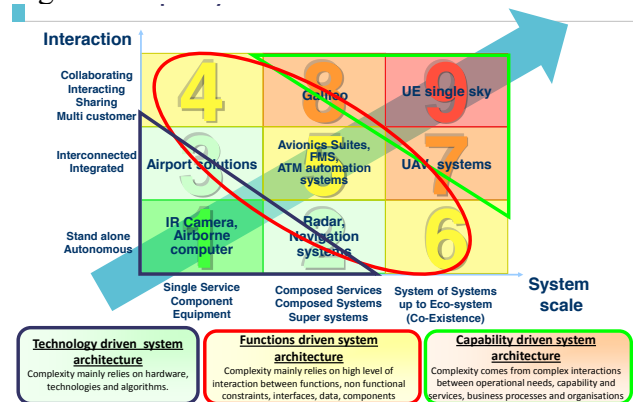 Interaction
Collaborating
Interacting
Sharing
Multi customer
4
8
Galileo
9
UE single sky
Interconnected
Integrated
3
Airport solutions
5
Avionics Suites,
FMS,
ATM automation
systems
7
UAV systems
Stand alone
Autonomous
1
IR Camera,
Airborne
computer
2
Radar,
Navigation
systems
6
Single Service
Component
Equipment
Composed Services
Composed Systems
Super systems
System of Systems
up to Eco-system
(Co-Existence)
System
scale
Technology driven system
architecture
Complexity mainly relies on hardware,
technologies and algorithms.
Functions driven system
architecture
Complexity mainly relies on high level of
interaction between functions, non functional
constraints, interfaces, data, components
Capability driven system
architecture
Complexity comes from complex interactions
between operational needs, capability and
services, business processes and organisations